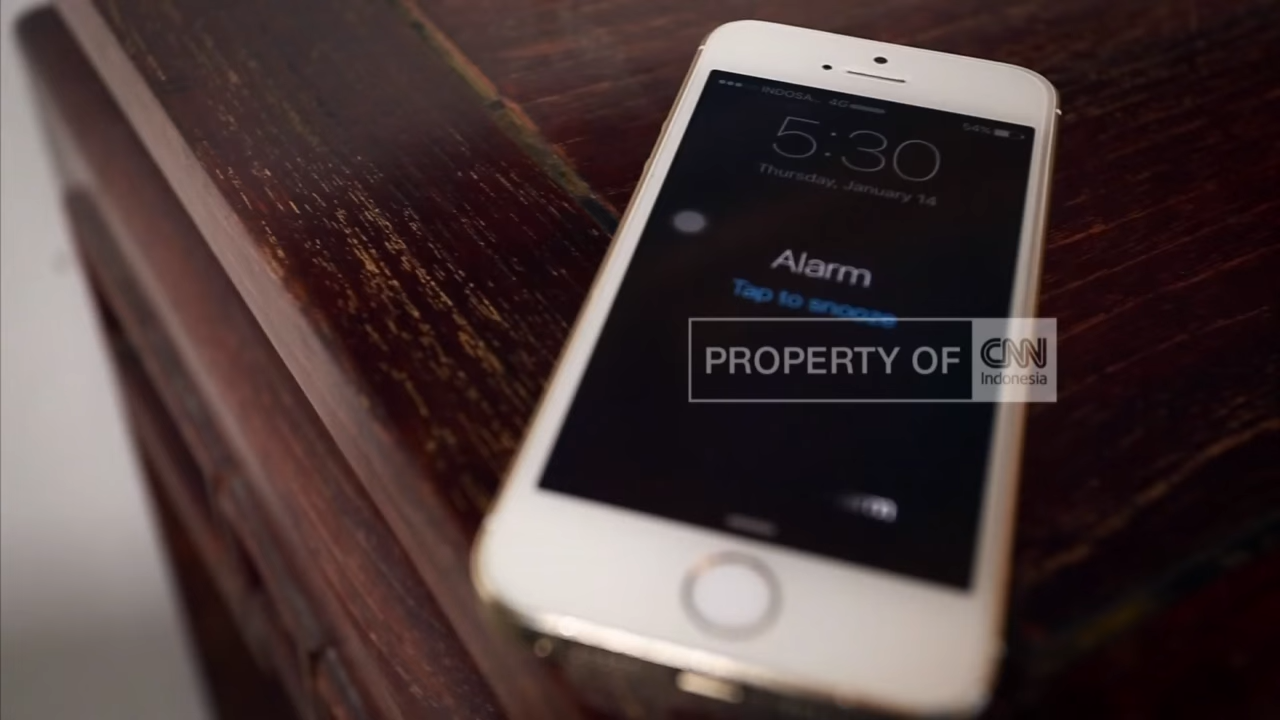 INDOSA... 4G
54%
5:30
Thursday, January 14
Alarm
Tap to snooze
PROPERTY OF CNN
Indonesia